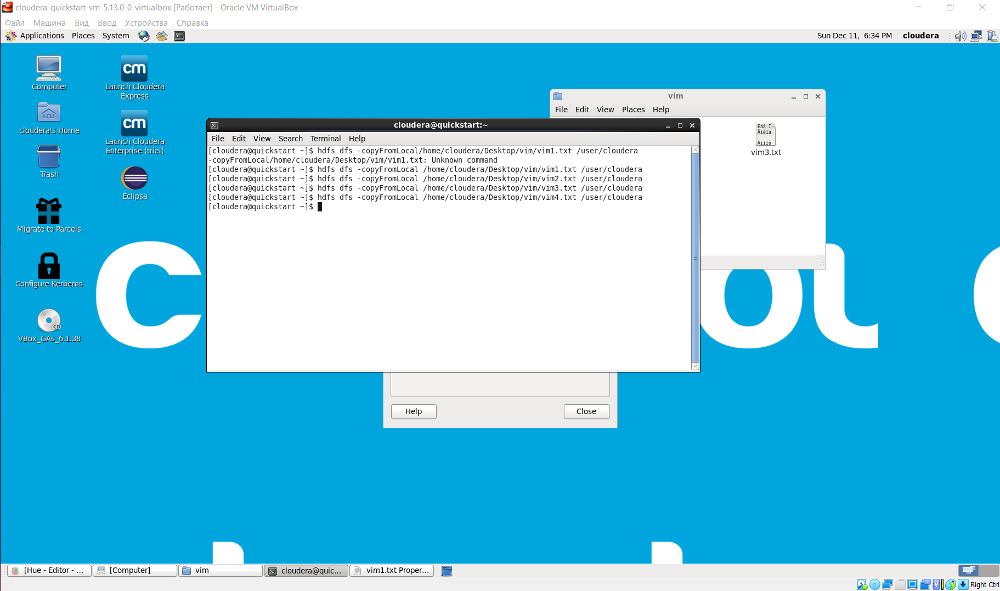 cloudera-quickstart-vm-5.13.0-0-virtualbox [Работает] - Oracle VM VirtualBox
Файл Машина Вид Ввод Устройства Справка
Applications Places System
Sun Dec 11, 6:34 PM cloudera
Computer
Launch Cloudera
Express
cloudera's Home
Launch Cloudera
Enterprise (trial)
Trash
Eclipse
Migrate to Parcels
Configure Kerberos
VBox_GAs_6.1.38
vim
File Edit View Places Help
vim3.txt
cloudera@quickstart:~
File Edit View Search Terminal Help
[cloudera@quickstart ~]$ hdfs dfs -copyFromLocal/home/cloudera/Desktop/vim/vim1.txt /user/cloudera
-copyFromLocal/home/cloudera/Desktop/vim/vim1.txt: Unknown command
[cloudera@quickstart ~]$ hdfs dfs -copyFromLocal /home/cloudera/Desktop/vim/vim1.txt /user/cloudera
[cloudera@quickstart ~]$ hdfs dfs -copyFromLocal /home/cloudera/Desktop/vim/vim2.txt /user/cloudera
[cloudera@quickstart ~]$ hdfs dfs -copyFromLocal /home/cloudera/Desktop/vim/vim3.txt /user/cloudera
[cloudera@quickstart ~]$ hdfs dfs -copyFromLocal /home/cloudera/Desktop/vim/vim4.txt /user/cloudera
[cloudera@quickstart ~]$
Help Close
[Hue - Editor - ... [Computer] vim cloudera@quic... vim1.txt Proper...
Right Ctrl